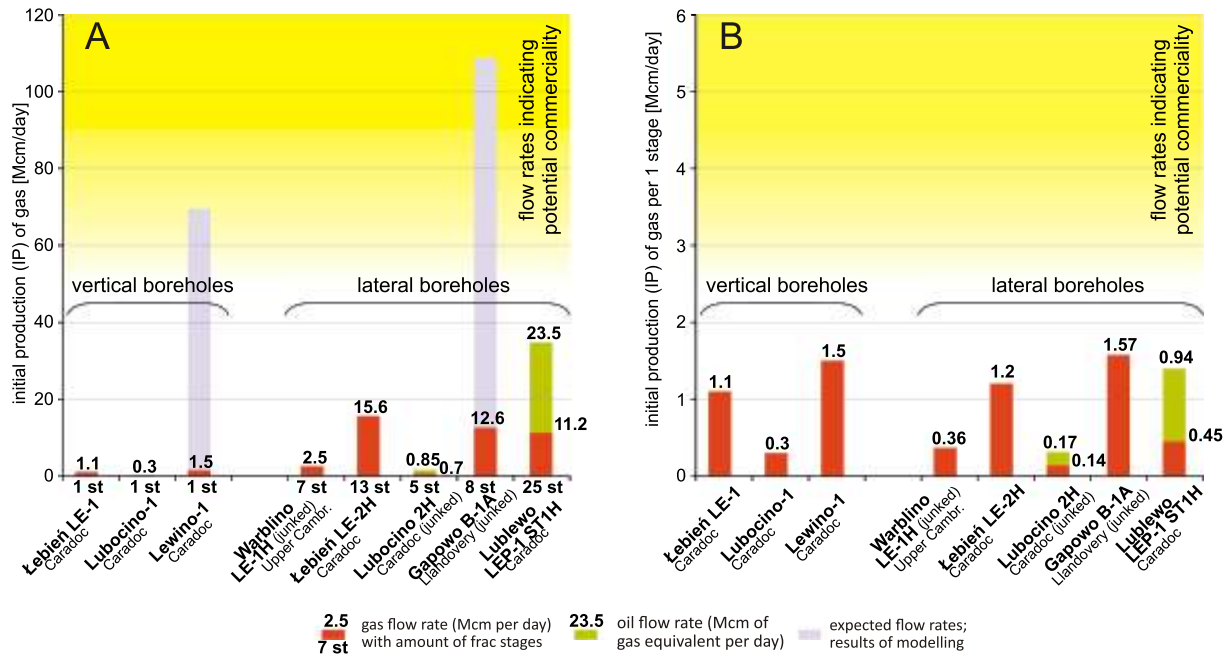 A
initial production (IP) of gas [Mcm/day]
120
100
80
60
40
20
0
flow rates indicating
potential commerciality
vertical boreholes
lateral boreholes
1.1
0.3
1.5
2.5
15.6
0.85
0.7
12.6
23.5
11.2
1 st
1 st
1 st
7 st
13 st
5 st
8 st
25 st
Łebień LE-1
Caradoc
Lubocino-1
Caradoc
Lewino-1
Caradoc
Warblino
LE-1H (junked)
Upper Cambr.
Łebień LE-2H
Caradoc
Lubocino 2H
Caradoc (junked)
Gapowo B-1A
Llandovery (junked)
Lublewo
LEP-1 ST1H
Caradoc
B
initial production (IP) of gas per 1 stage [Mcm/day]
6
5
4
3
2
1
0
flow rates indicating
potential commerciality
vertical boreholes
lateral boreholes
1.1
0.3
1.5
0.36
1.2
0.17
0.14
1.57
0.94
0.45
Łebień LE-1
Caradoc
Lubocino-1
Caradoc
Lewino-1
Caradoc
Warblino
LE-1H (junked)
Upper Cambr.
Łebień LE-2H
Caradoc
Lubocino 2H
Caradoc (junked)
Gapowo B-1A
Llandovery (junked)
Lublewo
LEP-1 ST1H
Caradoc
2.5
7 st
gas flow rate (Mcm per day)
with amount of frac stages
23.5
oil flow rate (Mcm of
gas equivalent per day)
expected flow rates;
results of modelling